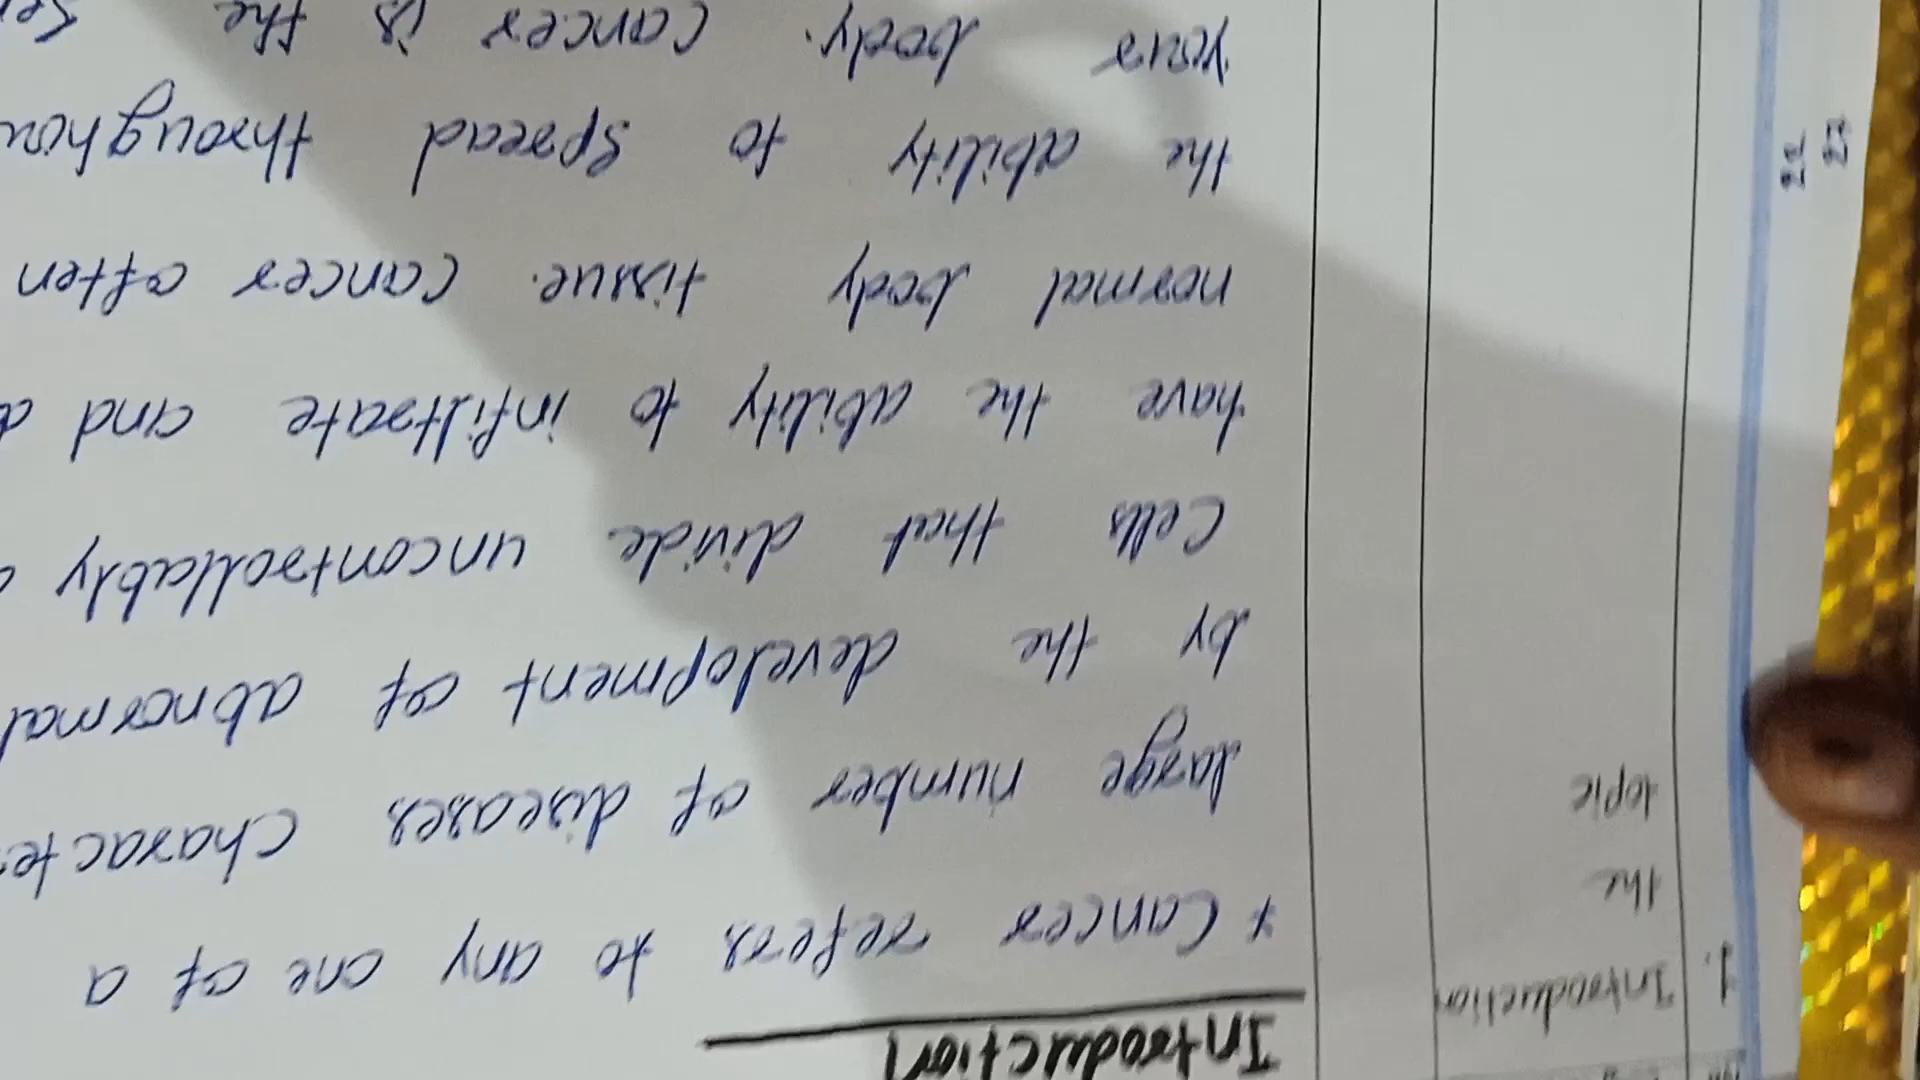 Introduction
1. Introduction
the
topic
* Cancer refers to any one of a
large number of diseases
by the development of abnormal
cells that divide uncontrollably
have the ability to infiltrate and
normal body tissue. Cancer often
the ability to spread
your body. Cancer is the
21
22